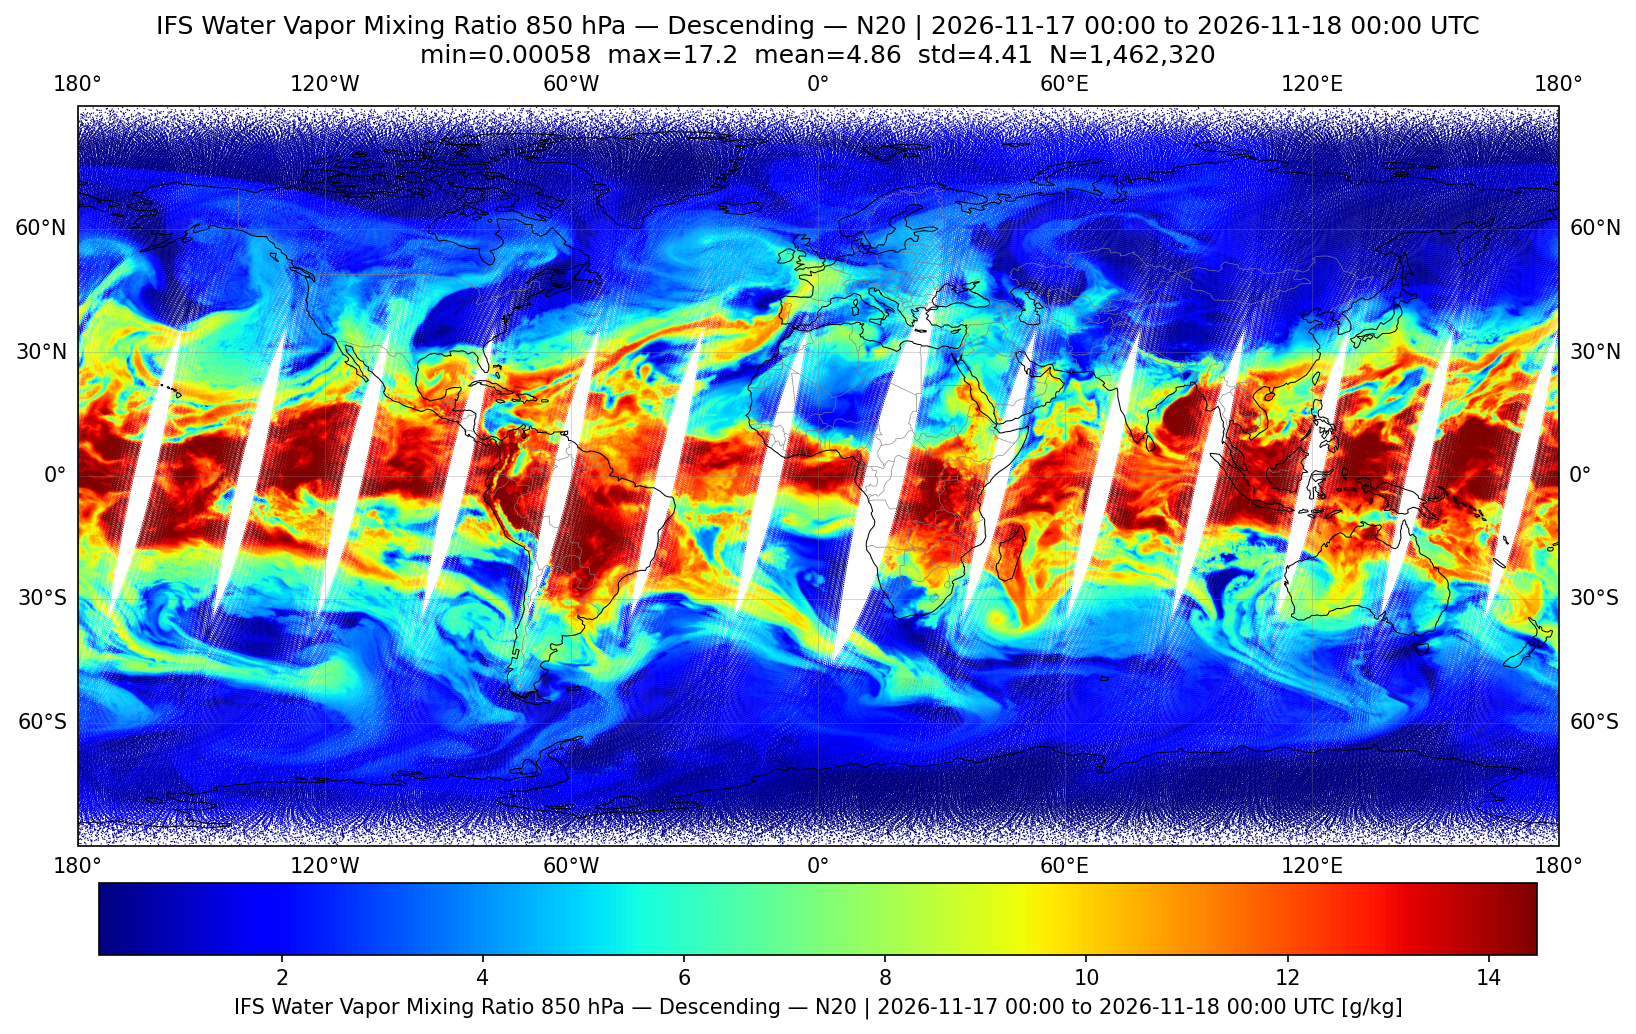 IFS Water Vapor Mixing Ratio 850 hPa — Descending — N20 | 2026-11-17 00:00 to 2026-11-18 00:00 UTC
min=0.00058  max=17.2  mean=4.86  std=4.41  N=1,462,320
180° 120°W 60°W 0° 60°E 120°E 180°
60°N 60°N
30°N 30°N
0° 0°
30°S 30°S
60°S 60°S
180° 120°W 60°W 0° 60°E 120°E 180°
2 4 6 8 10 12 14
IFS Water Vapor Mixing Ratio 850 hPa — Descending — N20 | 2026-11-17 00:00 to 2026-11-18 00:00 UTC [g/kg]